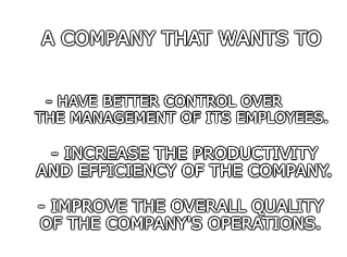 A COMPANY THAT WANTS TO
- HAVE BETTER CONTROL OVER
THE MANAGEMENT OF ITS EMPLOYEES.
- INCREASE THE PRODUCTIVITY
AND EFFICIENCY OF THE COMPANY.
- IMPROVE THE OVERALL QUALITY
OF THE COMPANY'S OPERATIONS.